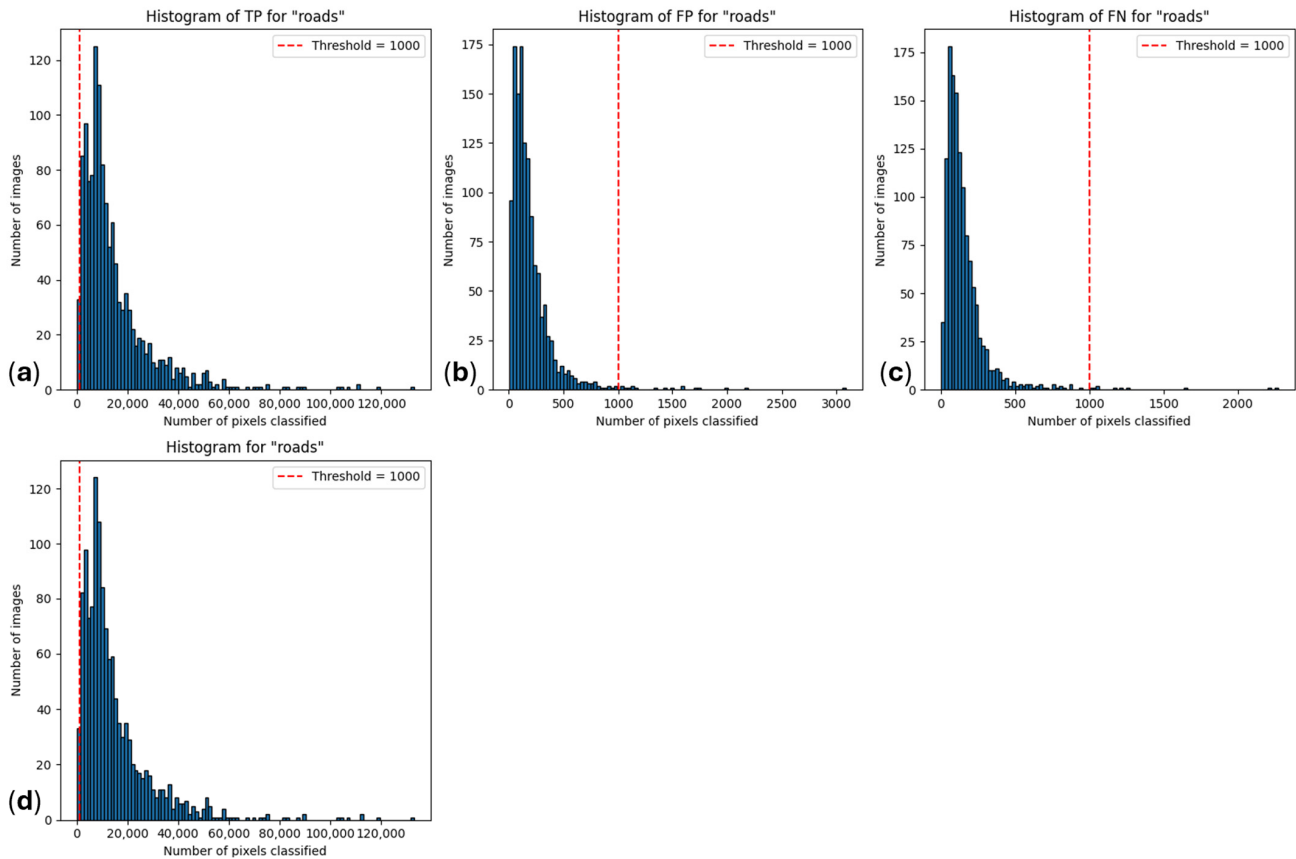 Histogram of TP for "roads"
Threshold = 1000
Number of images
120
100
80
60
40
20
0
0 20,000 40,000 60,000 80,000 100,000 120,000
Number of pixels classified
(a)
Histogram of FP for "roads"
Threshold = 1000
Number of images
175
150
125
100
75
50
25
0
0 500 1000 1500 2000 2500 3000
Number of pixels classified
(b)
Histogram of FN for "roads"
Threshold = 1000
Number of images
175
150
125
100
75
50
25
0
0 500 1000 1500 2000
Number of pixels classified
(c)
Histogram for "roads"
Threshold = 1000
Number of images
120
100
80
60
40
20
0
0 20,000 40,000 60,000 80,000 100,000 120,000
Number of pixels classified
(d)